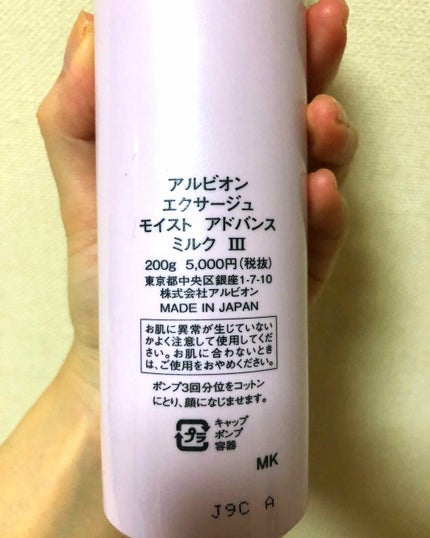 アルビオン
エクサージュ
モイスト アドバンス
ミルク Ⅲ
200g 5,000円(税抜)
東京都中央区銀座1-7-10
株式会社アルビオン
MADE IN JAPAN
お肌に異常が生じていない
かよく注意して使用してくだ
さい。お肌に合わないとき
は、ご使用をおやめください。
ポンプ3回分位をコットン
にとり、顔になじませます。
プラ
キャップ
ポンプ
容器
MK
J9C A